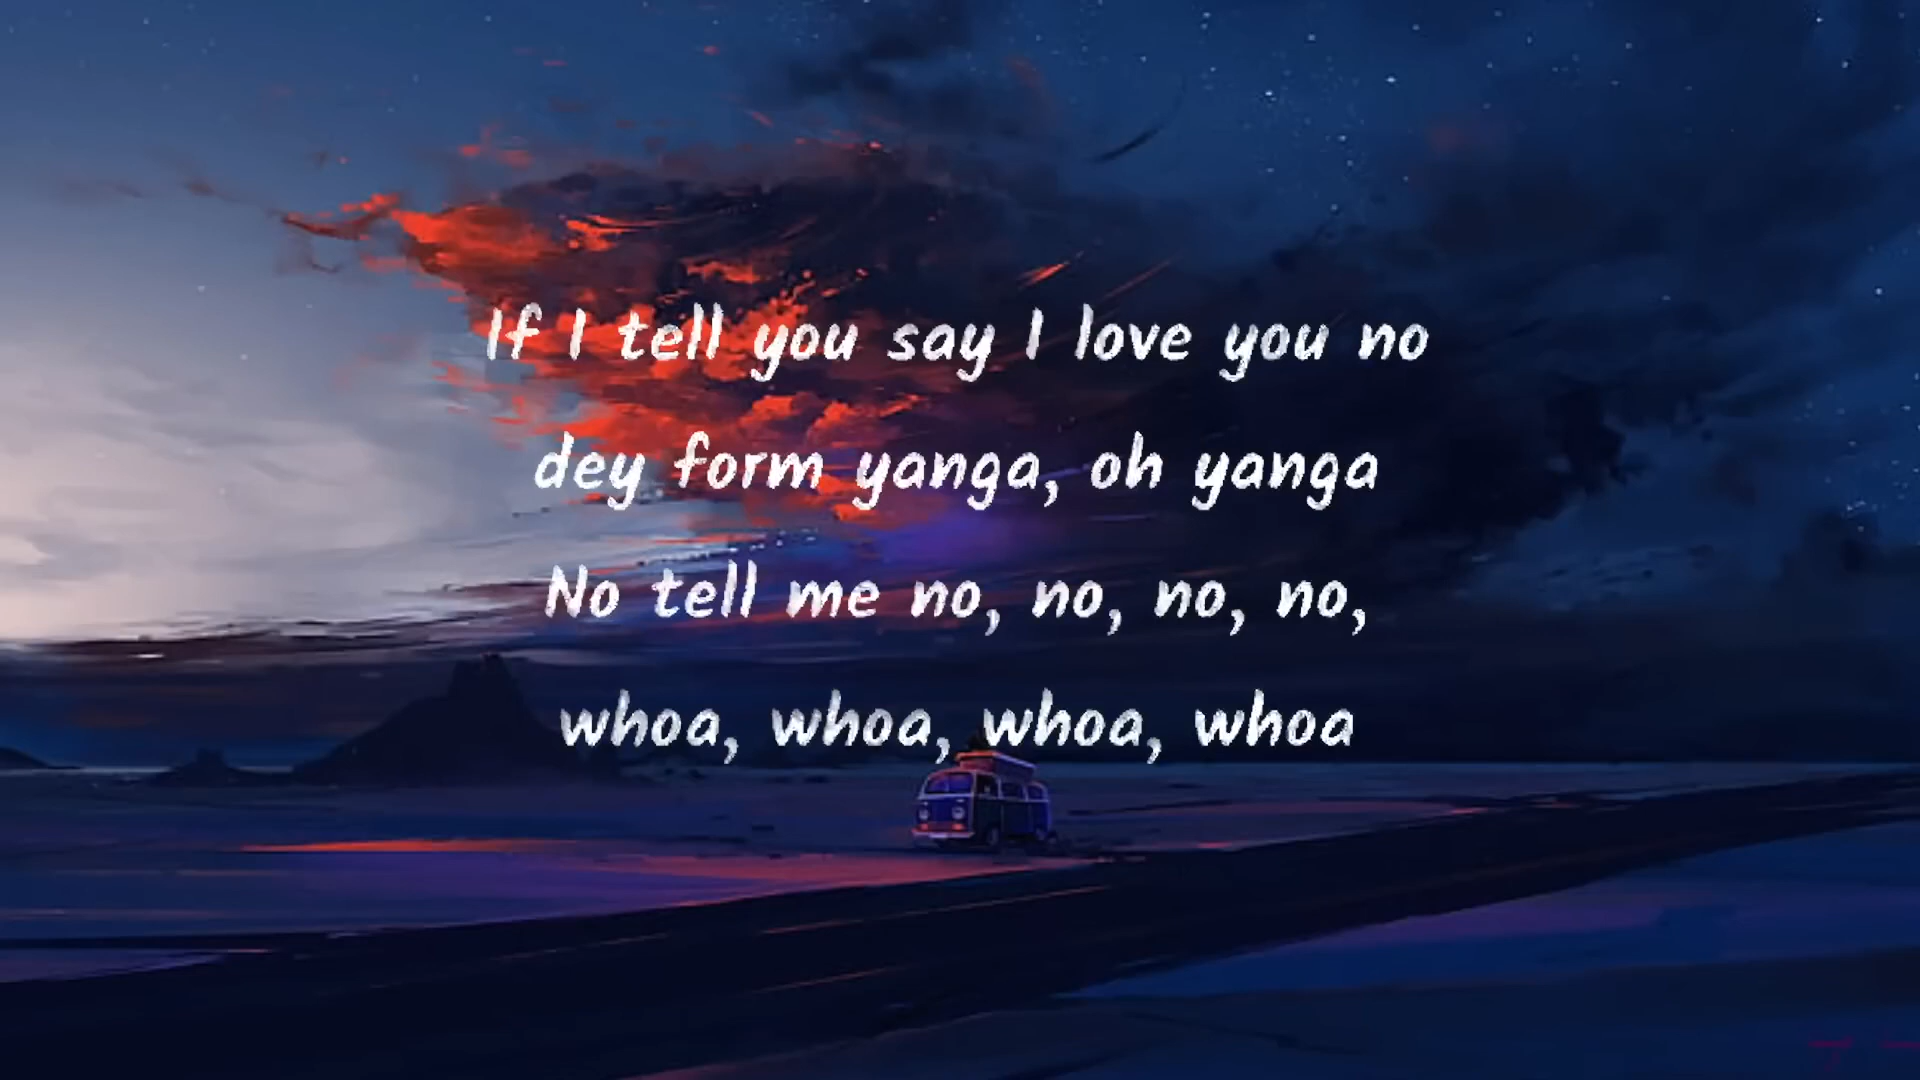 If I tell you say I love you no
dey form yanga, oh yanga
No tell me no, no, no, no,
whoa, whoa, whoa, whoa